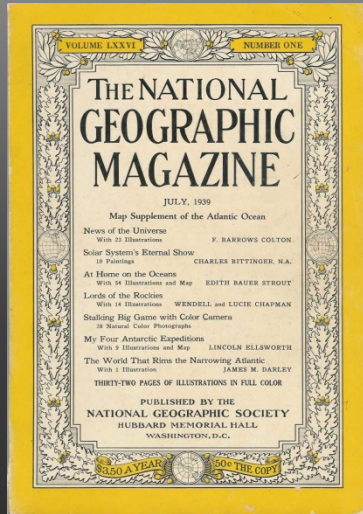 VOLUME LXXVI NUMBER ONE
THE NATIONAL
GEOGRAPHIC
MAGAZINE
JULY, 1939
Map Supplement of the Atlantic Ocean
News of the Universe
With 22 Illustrations F. BARROWS COLTON
Solar System's Eternal Show
10 Paintings CHARLES BITTINGER, N.A.
At Home on the Oceans
With 34 Illustrations and Map EDITH BAUER STROUT
Lords of the Rockies
With 14 Illustrations WENDELL and LUCIE CHAPMAN
Stalking Big Game with Color Camera
28 Natural Color Photographs
My Four Antarctic Expeditions
With 9 Illustrations and Map LINCOLN ELLSWORTH
The World That Rims the Narrowing Atlantic
With 1 Illustration JAMES M. DARLEY
THIRTY-TWO PAGES OF ILLUSTRATIONS IN FULL COLOR
PUBLISHED BY THE
NATIONAL GEOGRAPHIC SOCIETY
HUBBARD MEMORIAL HALL
WASHINGTON, D.C.
$3.50 A YEAR 50¢ THE COPY